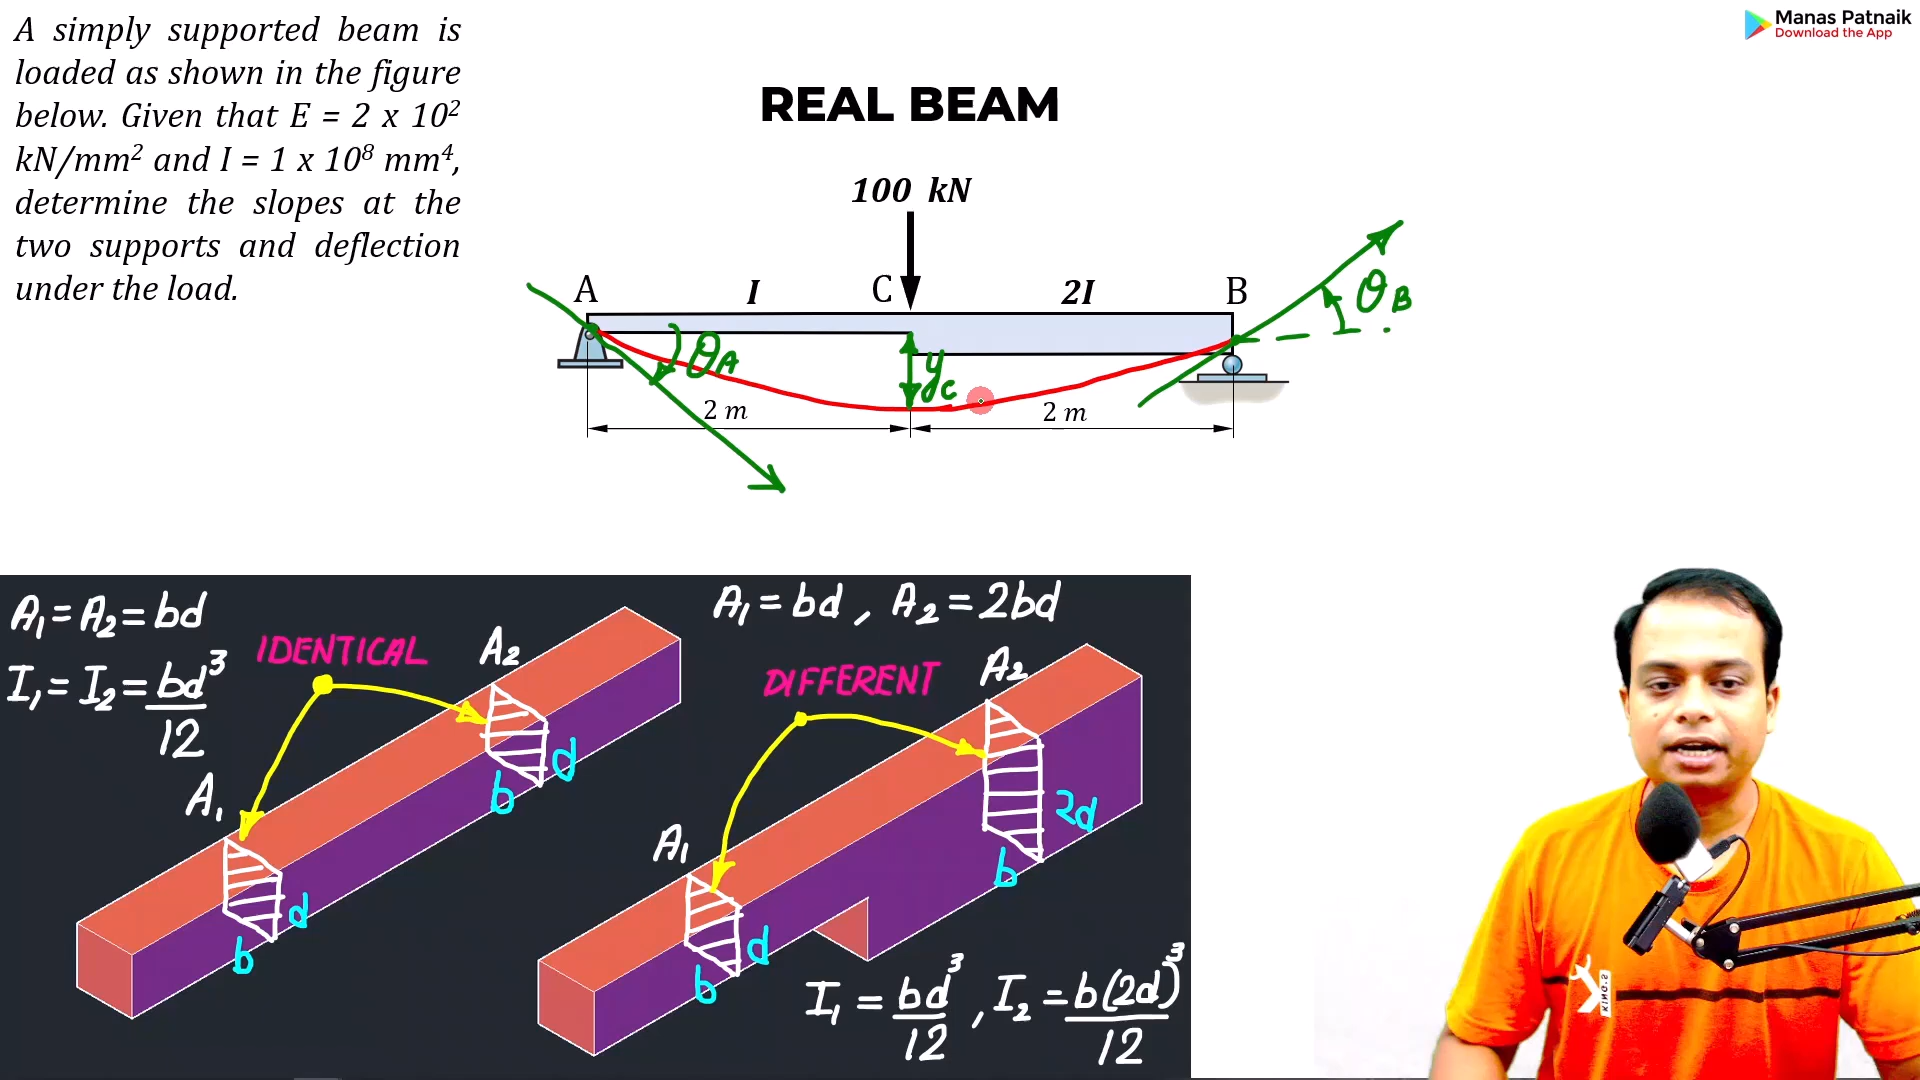 A simply supported beam is
loaded as shown in the figure
below. Given that E = 2 x 10²
kN/mm² and I = 1 x 10⁸ mm⁴,
determine the slopes at the
two supports and deflection
under the load.
Manas Patnaik
Download the App
REAL BEAM
100 kN
A
I
C
2I
B
θB
θA
yc
2 m
2 m
A₁ = A₂ = bd
I₁ = I₂ = bd³/12
IDENTICAL
A₂
d
b
A₁
d
b
A₁ = bd , A₂ = 2bd
DIFFERENT
A₂
2d
b
A₁
d
b
I₁ = bd³/12 , I₂ = b(2d)³/12
KING.2